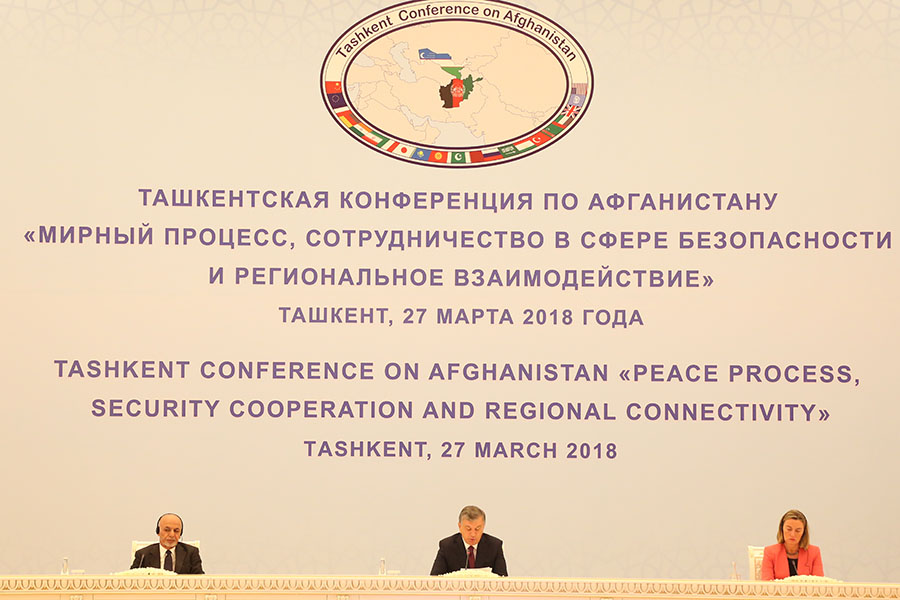 Tashkent Conference on Afghanistan
ТАШКЕНТСКАЯ КОНФЕРЕНЦИЯ ПО АФГАНИСТАНУ
«МИРНЫЙ ПРОЦЕСС, СОТРУДНИЧЕСТВО В СФЕРЕ БЕЗОПАСНОСТИ
И РЕГИОНАЛЬНОЕ ВЗАИМОДЕЙСТВИЕ»
ТАШКЕНТ, 27 МАРТА 2018 ГОДА
TASHKENT CONFERENCE ON AFGHANISTAN «PEACE PROCESS,
SECURITY COOPERATION AND REGIONAL CONNECTIVITY»
TASHKENT, 27 MARCH 2018